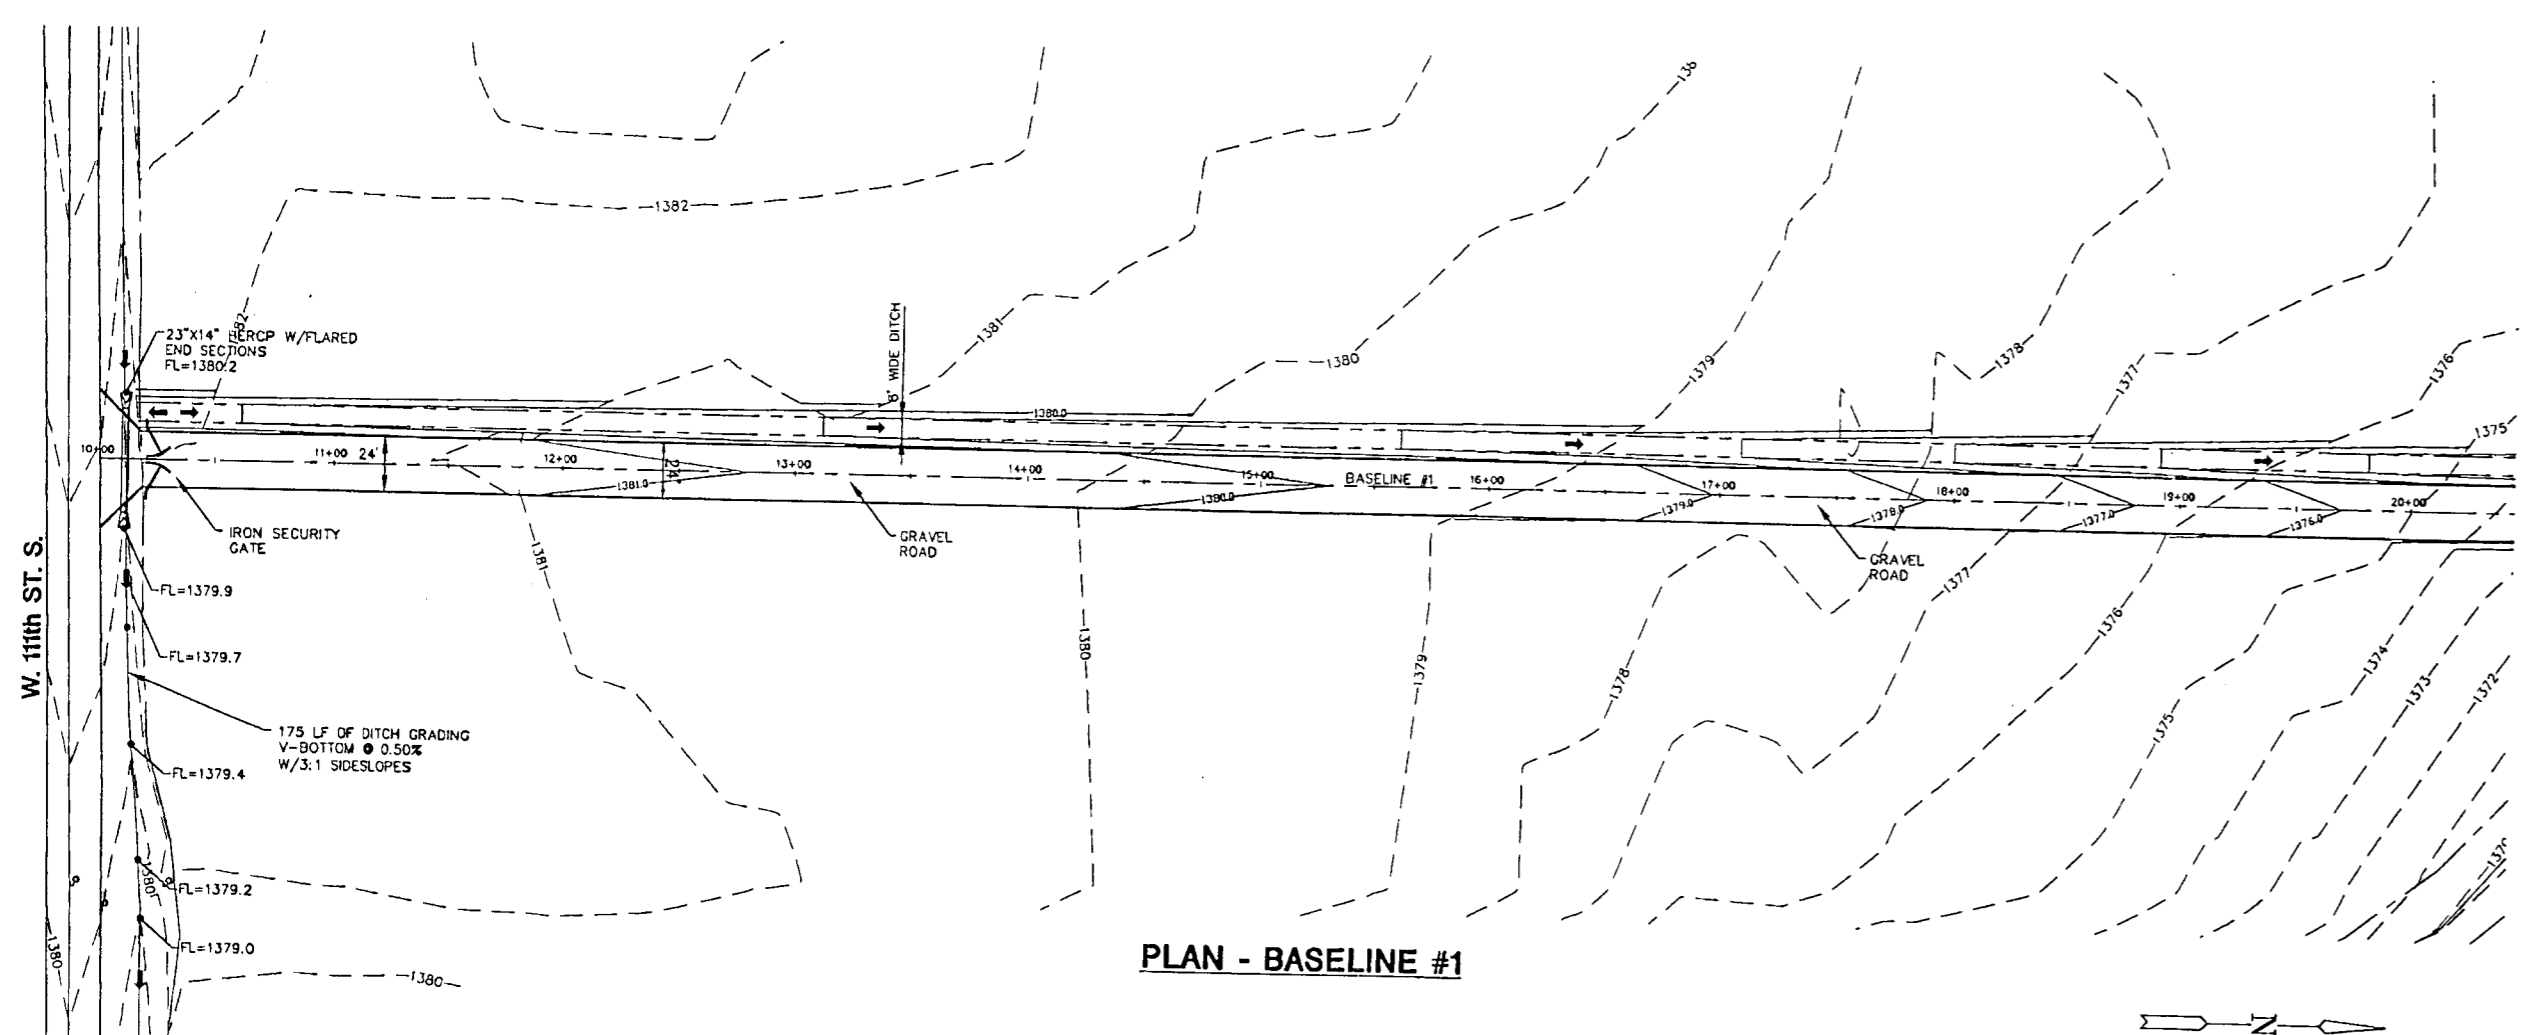 138
1382
1382
23"X14" HERCP W/FLARED
END SECTIONS
FL=1380.2
8' WIDE DITCH
1381
1380
1379
1378
1377
1376
1375
1380.0
10+00
11+00
24'
12+00
24'
13+00
14+00
15+00
BASELINE #1
16+00
17+00
18+00
19+00
20+00
1381.0
1380.0
1379.0
1378.0
1377.0
1376.0
IRON SECURITY
GATE
GRAVEL
ROAD
GRAVEL
ROAD
W. 111th ST. S.
FL=1379.9
FL=1379.7
175 LF OF DITCH GRADING
V-BOTTOM @ 0.50%
W/3:1 SIDESLOPES
FL=1379.4
FL=1379.2
FL=1379.0
1381
1380
1379
1378
1377
1376
1375
1374
1373
1372
1380
1380
1380
PLAN - BASELINE #1
N